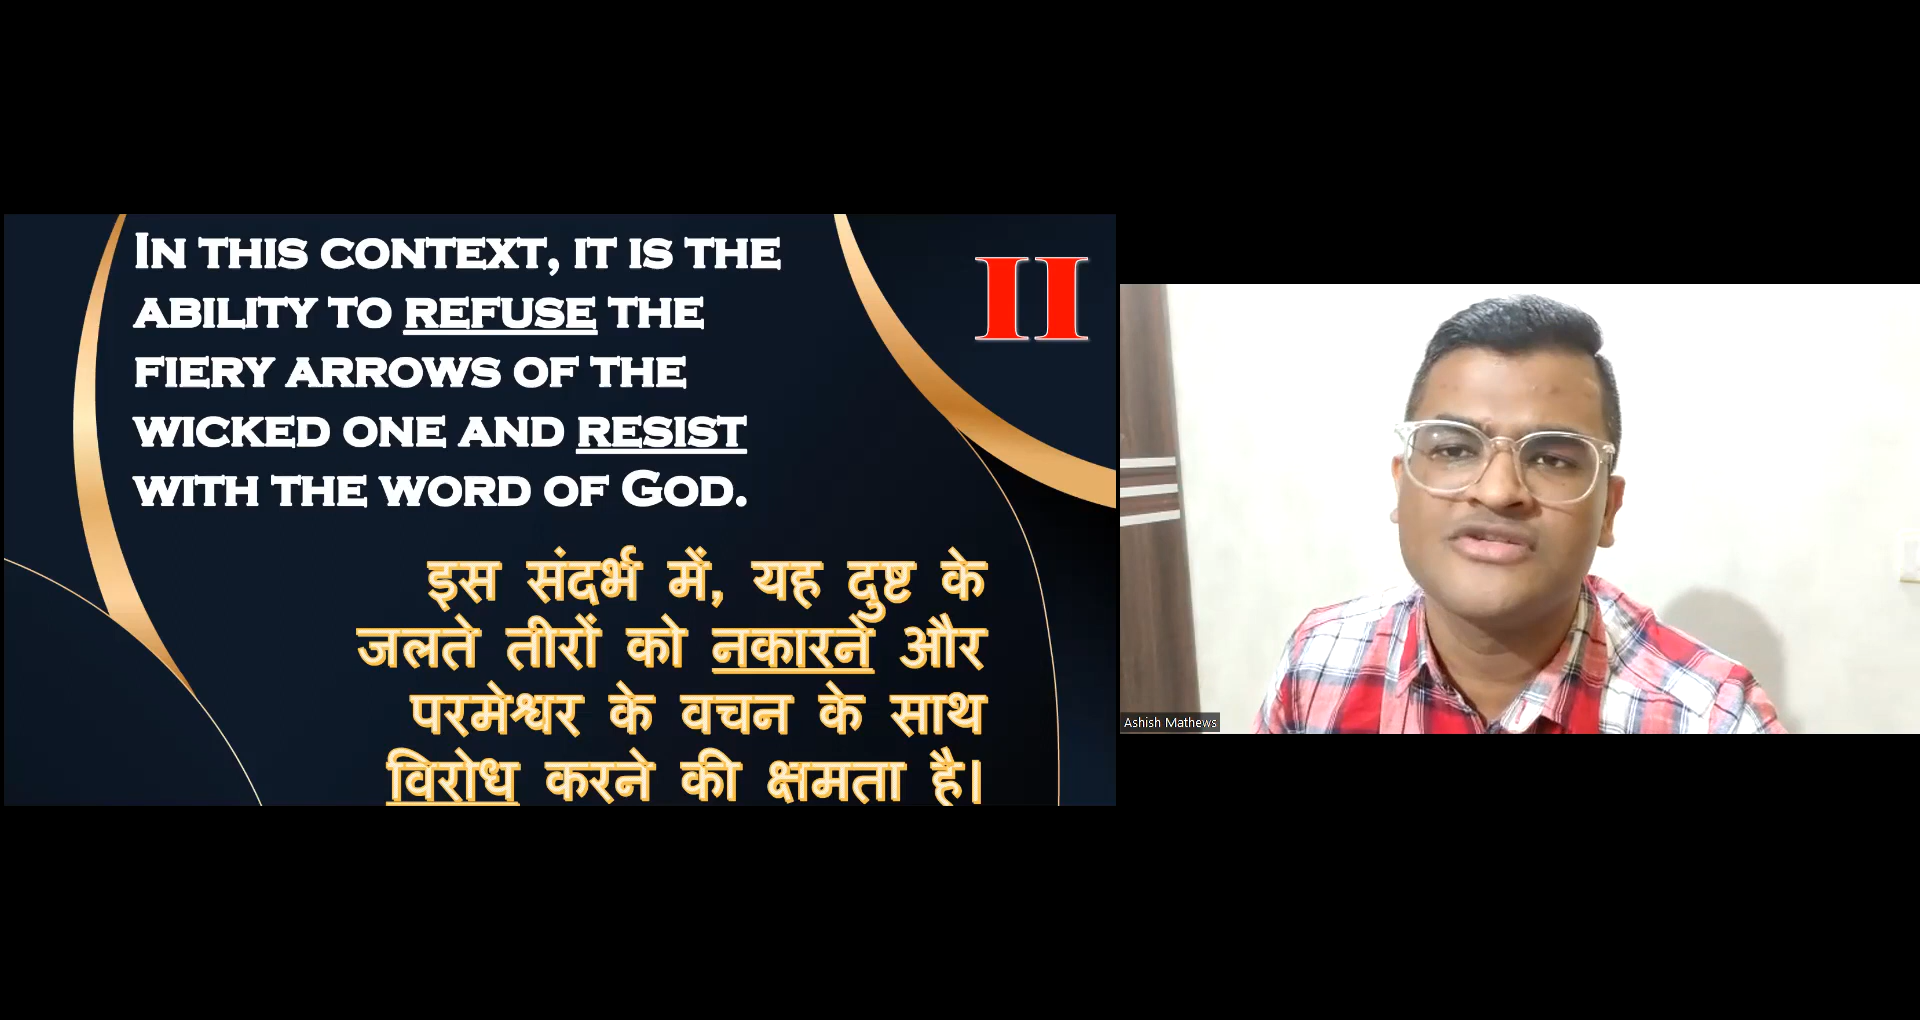 In this context, it is the
ability to refuse the
fiery arrows of the
wicked one and resist
with the word of God.
II
इस संदर्भ में, यह दुष्ट के
जलते तीरों को नकारने और
परमेश्वर के वचन के साथ
विरोध करने की क्षमता है।
Ashish Mathews